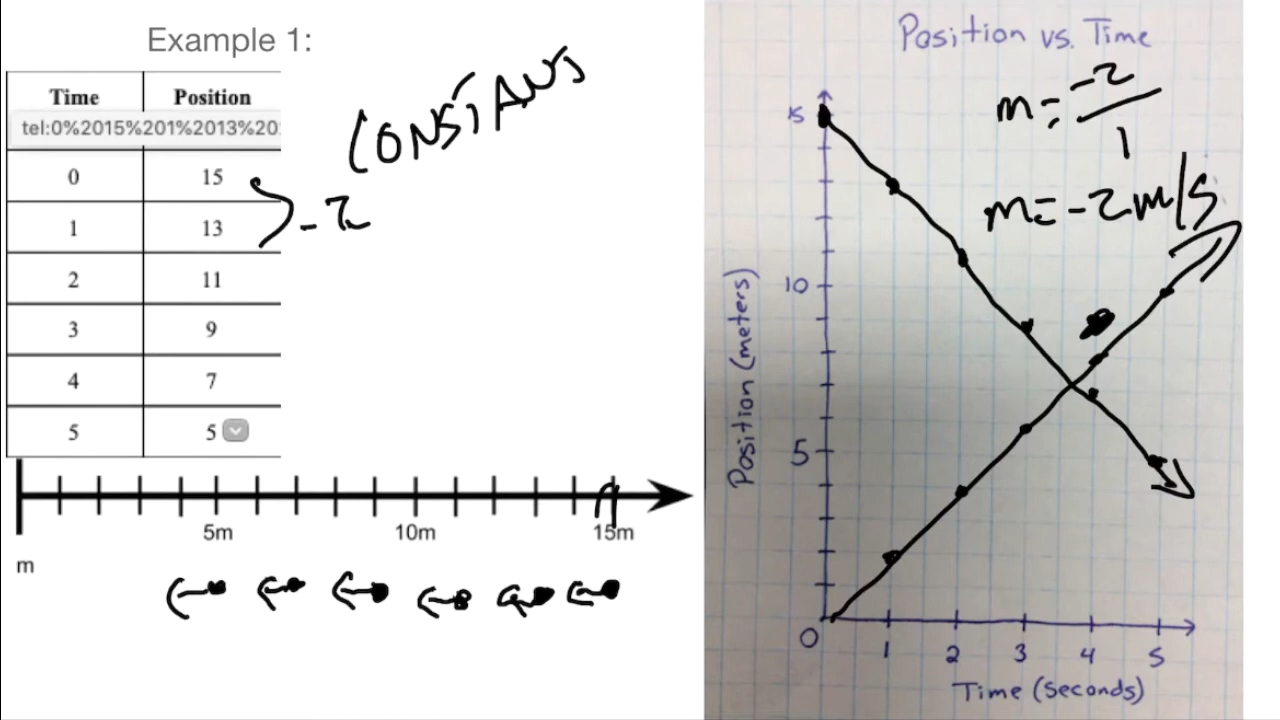 Example 1:
Time Position
tel:0%2015%201%2013%20
0 15
1 13
2 11
3 9
4 7
5 5
CONSTANT
-2
5m 10m 15m
m
Position vs. Time
m=-2/1
m=-2m/s
Position (meters)
15
10
5
0
1 2 3 4 5
Time (seconds)